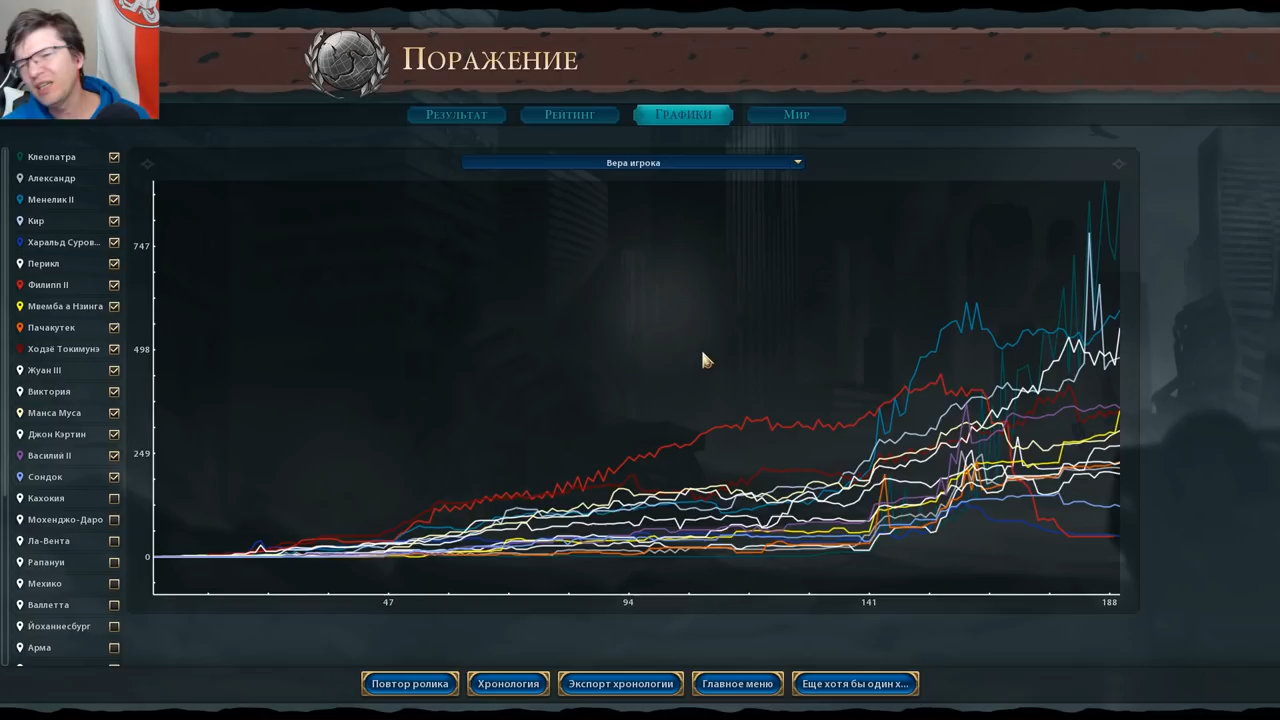 Поражение
Результат
Рейтинг
Графики
Мир
Вера игрока
Клеопатра
Александр
Менелик II
Кир
Харальд Суров...
Перикл
Филипп II
Мвемба а Нзинга
Пачакутек
Ходзё Токимунэ
Жуан III
Виктория
Манса Муса
Джон Кэртин
Василий II
Сондок
Кахокия
Мохенджо-Даро
Ла-Вента
Рапануи
Мехико
Валлетта
Йоханнесбург
Арма
747
498
249
0
47
94
141
188
Повтор ролика
Хронология
Экспорт хронологии
Главное меню
Еще хотя бы один х...